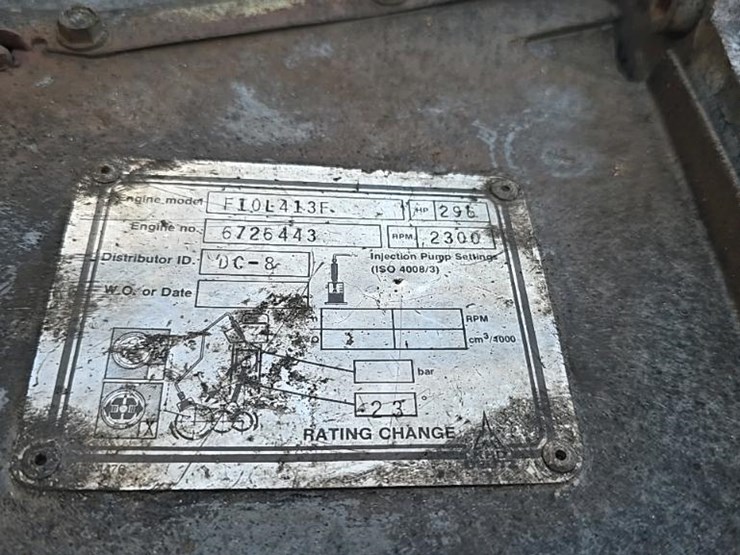 Engine model F10L413F HP 296
Engine no. 6726443 RPM 2300
Distributor ID. DC-8 Injection Pump Settings
(ISO 4008/3)
W.O. or Date
RPM
cm³/1000
bar
23 °
X
RATING CHANGE